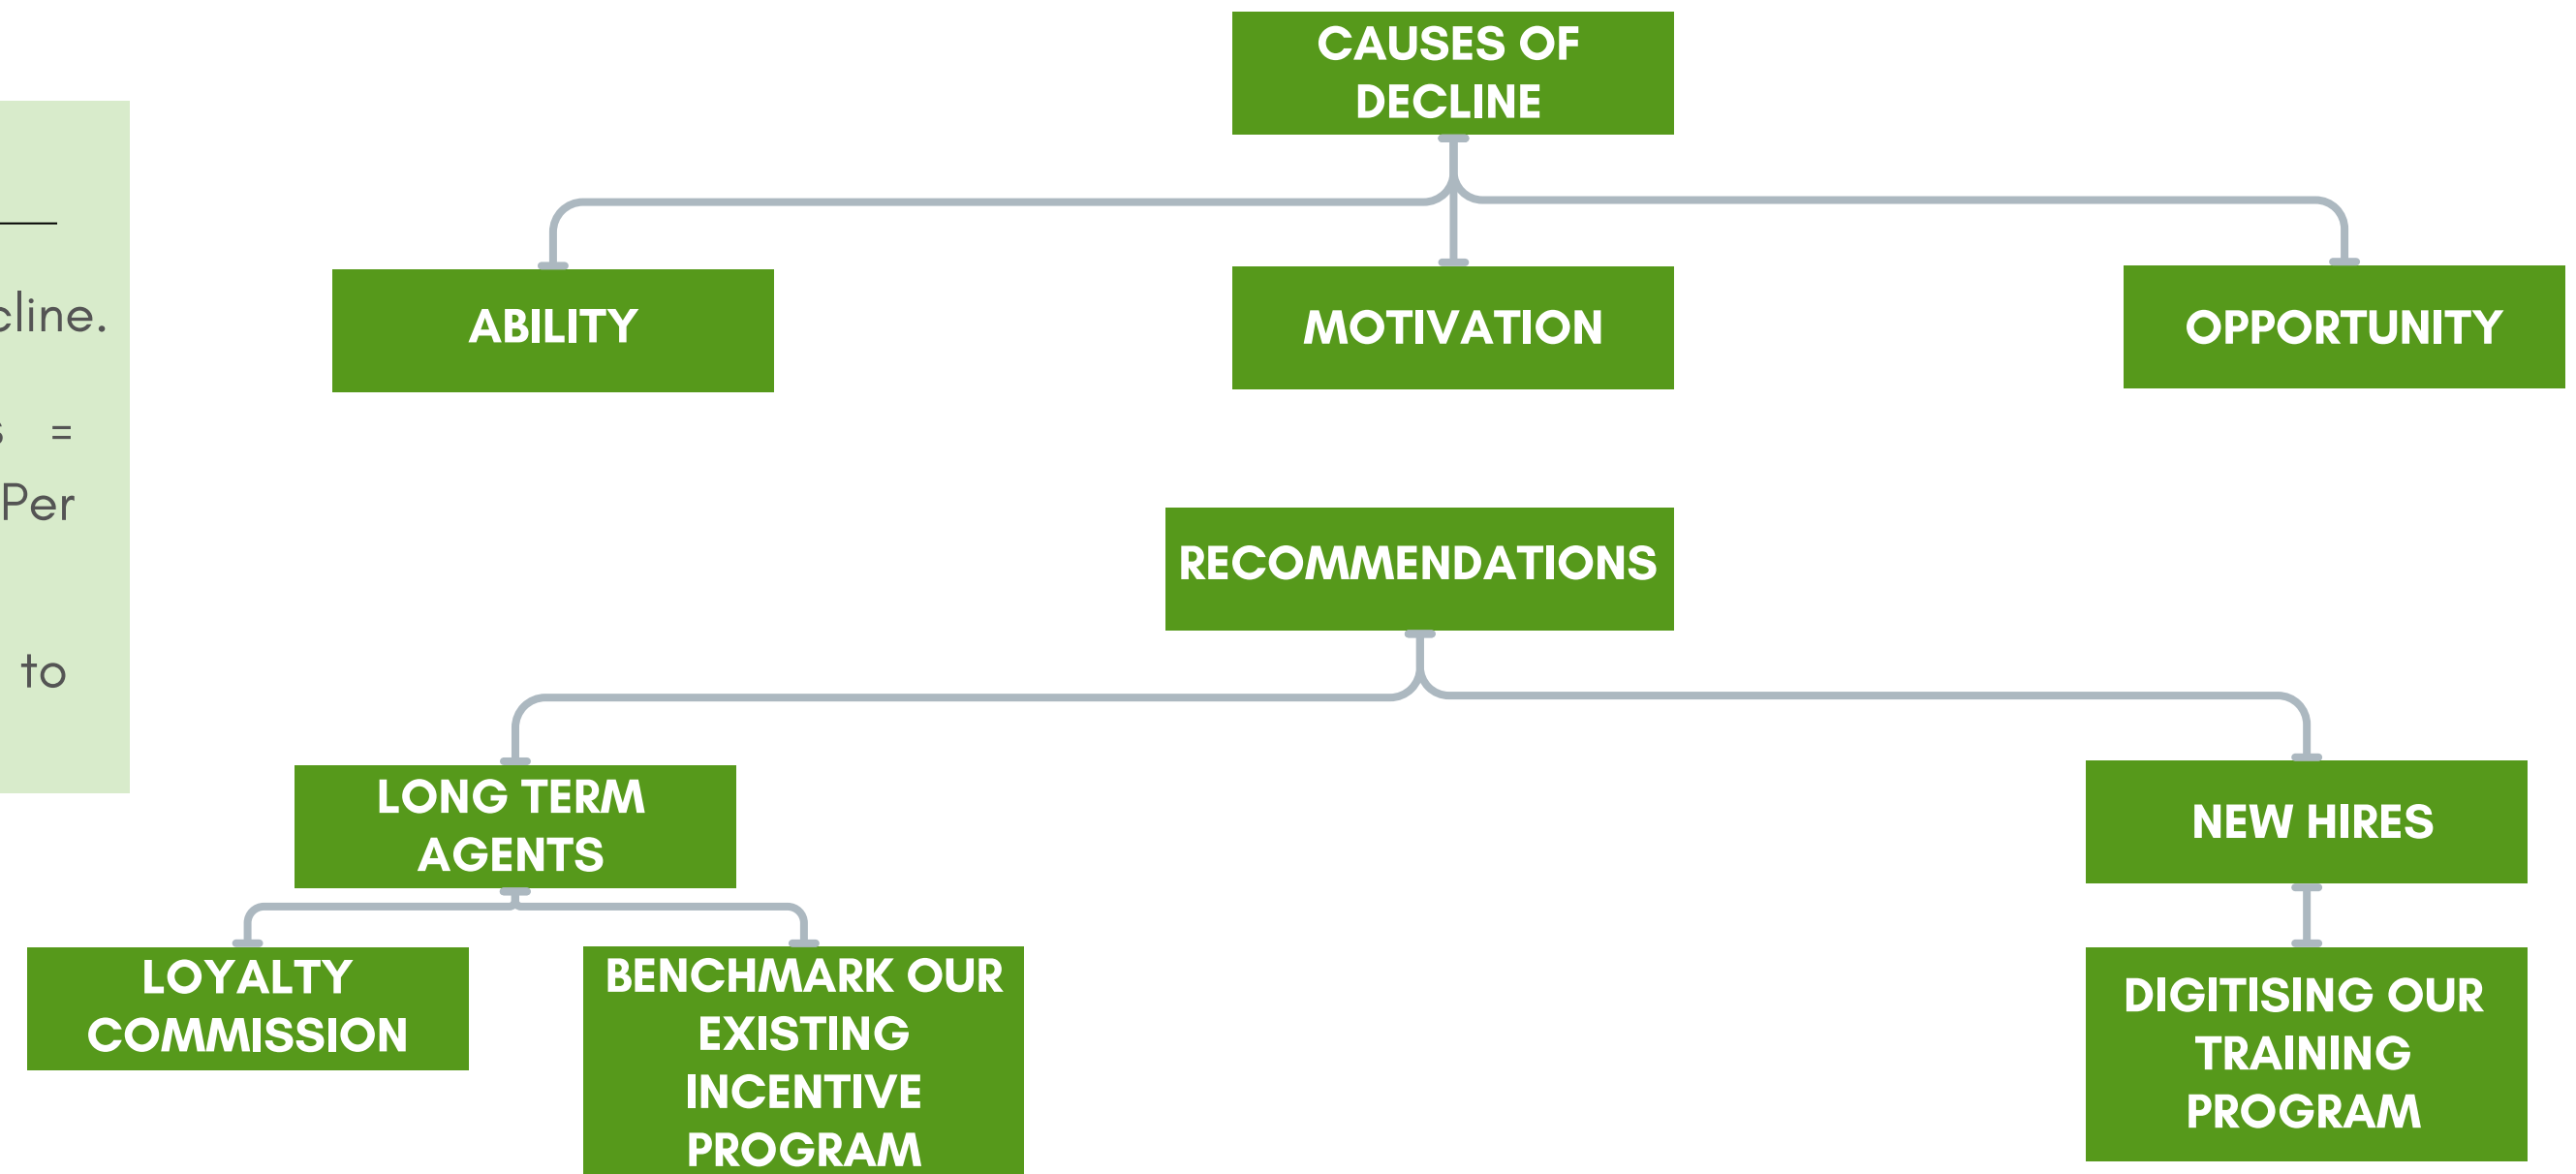 cline.
s =
Per
to
CAUSES OF
DECLINE
ABILITY
MOTIVATION
OPPORTUNITY
RECOMMENDATIONS
LONG TERM
AGENTS
NEW HIRES
LOYALTY
COMMISSION
BENCHMARK OUR
EXISTING
INCENTIVE
PROGRAM
DIGITISING OUR
TRAINING
PROGRAM